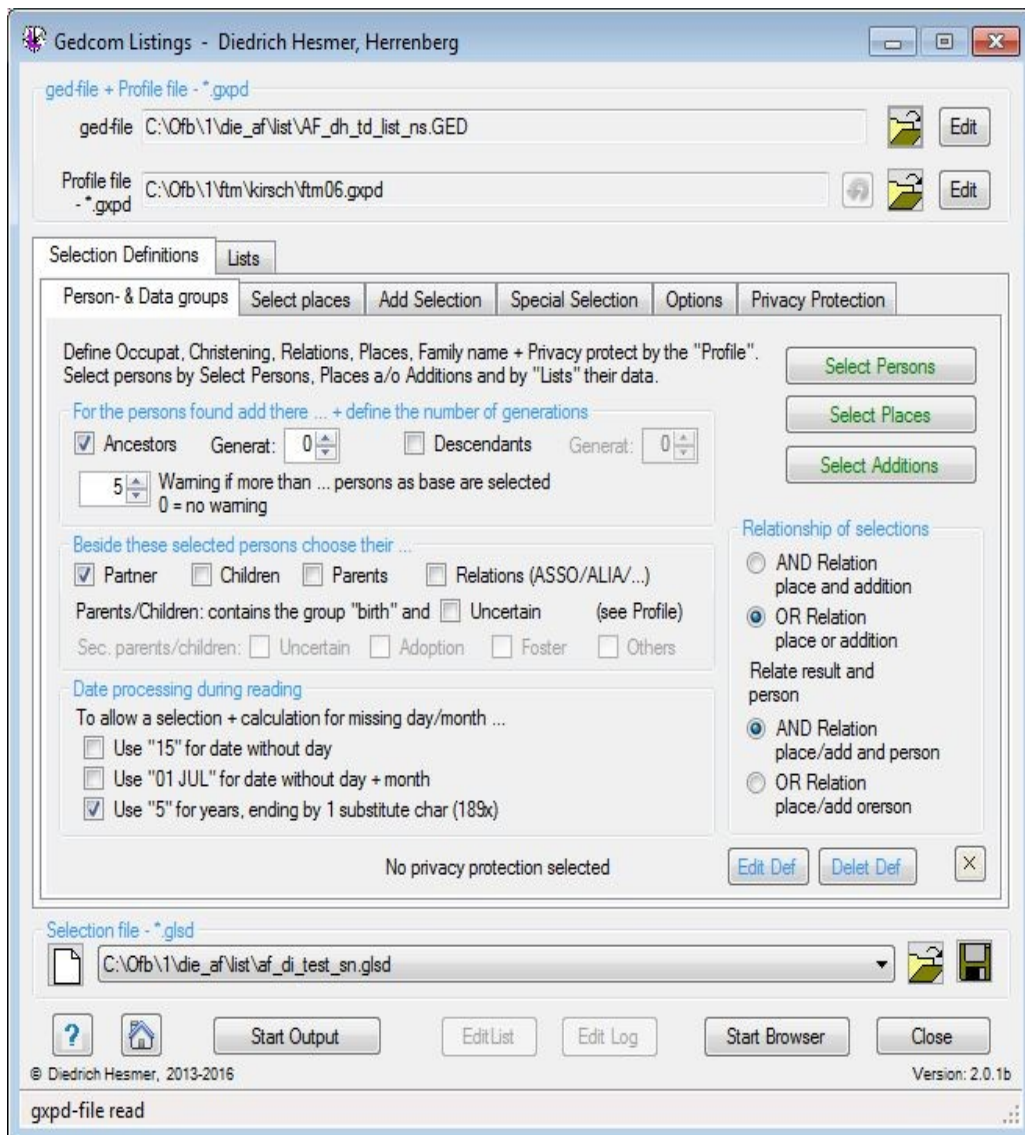 Gedcom Listings - Diedrich Hesmer, Herrenberg
ged-file + Profile file - *.gxpd
ged-file C:\Ofb\1\die_af\list\AF_dh_td_list_ns.GED Edit
Profile file - *.gxpd C:\Ofb\1\ftm\kirsch\ftm06.gxpd Edit
Selection Definitions Lists
Person- & Data groups Select places Add Selection Special Selection Options Privacy Protection
Define Occupat, Christening, Relations, Places, Family name + Privacy protect by the "Profile".
Select persons by Select Persons, Places a/o Additions and by "Lists" their data.
Select Persons
Select Places
Select Additions
For the persons found add there ... + define the number of generations
Ancestors Generat: 0 Descendants Generat: 0
5 Warning if more than ... persons as base are selected
0 = no warning
Beside these selected persons choose their ...
Partner Children Parents Relations (ASSO/ALIA/...)
Parents/Children: contains the group "birth" and Uncertain (see Profile)
Sec. parents/children: Uncertain Adoption Foster Others
Date processing during reading
To allow a selection + calculation for missing day/month ...
Use "15" for date without day
Use "01 JUL" for date without day + month
Use "5" for years, ending by 1 substitute char (189x)
Relationship of selections
AND Relation
place and addition
OR Relation
place or addition
Relate result and
person
AND Relation
place/add and person
OR Relation
place/add orerson
No privacy protection selected Edit Def Delet Def X
Selection file - *.glsd
C:\Ofb\1\die_af\list\af_di_test_sn.glsd
? Start Output EditList Edit Log Start Browser Close
© Diedrich Hesmer, 2013-2016 Version: 2.0.1b
gxpd-file read